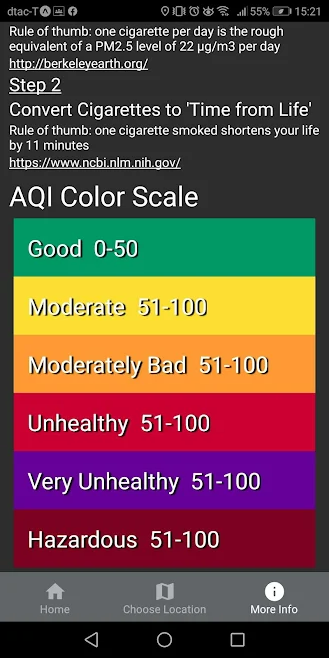 dtac-T 55% 15:21
Rule of thumb: one cigarette per day is the rough
equivalent of a PM2.5 level of 22 μg/m3 per day
http://berkeleyearth.org/
Step 2
Convert Cigarettes to 'Time from Life'
Rule of thumb: one cigarette smoked shortens your life
by 11 minutes
https://www.ncbi.nlm.nih.gov/
AQI Color Scale
Good 0-50
Moderate 51-100
Moderately Bad 51-100
Unhealthy 51-100
Very Unhealthy 51-100
Hazardous 51-100
Home Choose Location More Info